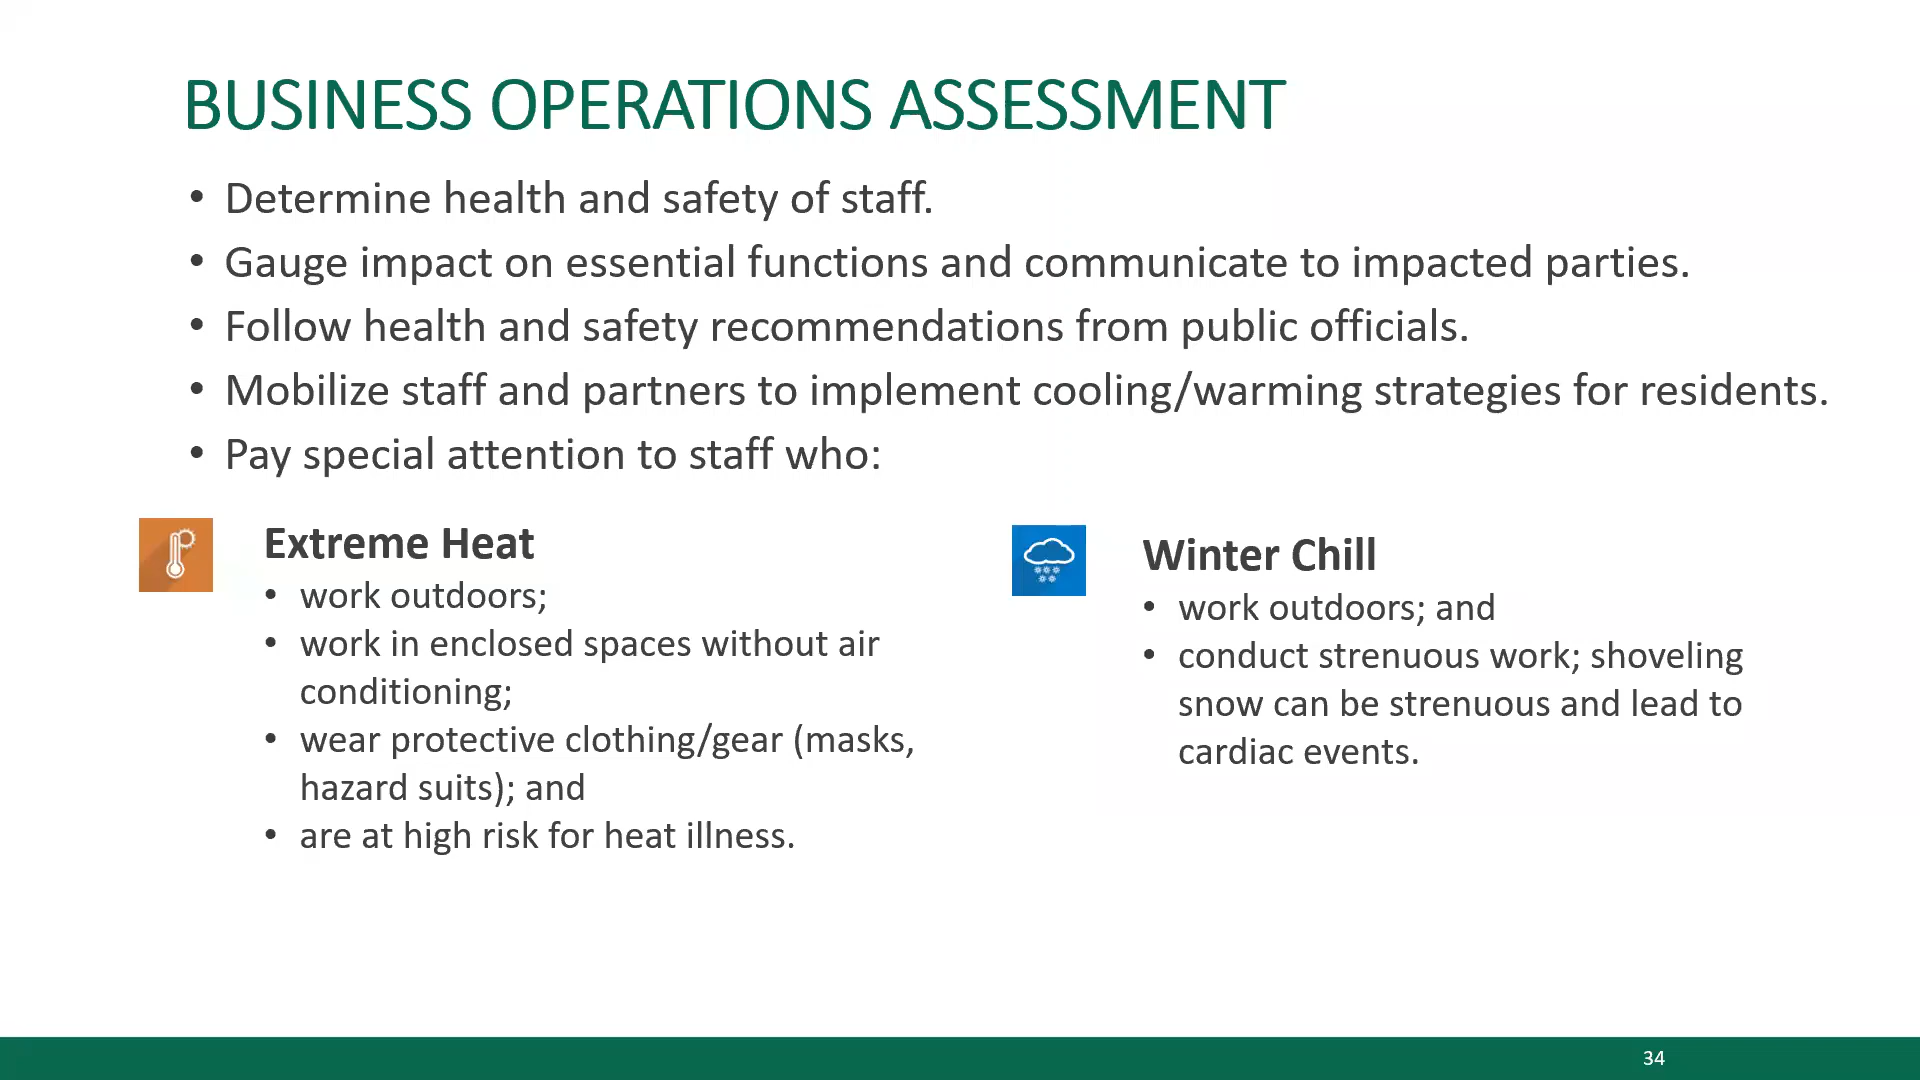 BUSINESS OPERATIONS ASSESSMENT
• Determine health and safety of staff.
• Gauge impact on essential functions and communicate to impacted parties.
• Follow health and safety recommendations from public officials.
• Mobilize staff and partners to implement cooling/warming strategies for residents.
• Pay special attention to staff who:
Extreme Heat
• work outdoors;
• work in enclosed spaces without air
conditioning;
• wear protective clothing/gear (masks,
hazard suits); and
• are at high risk for heat illness.
Winter Chill
• work outdoors; and
• conduct strenuous work; shoveling
snow can be strenuous and lead to
cardiac events.
34